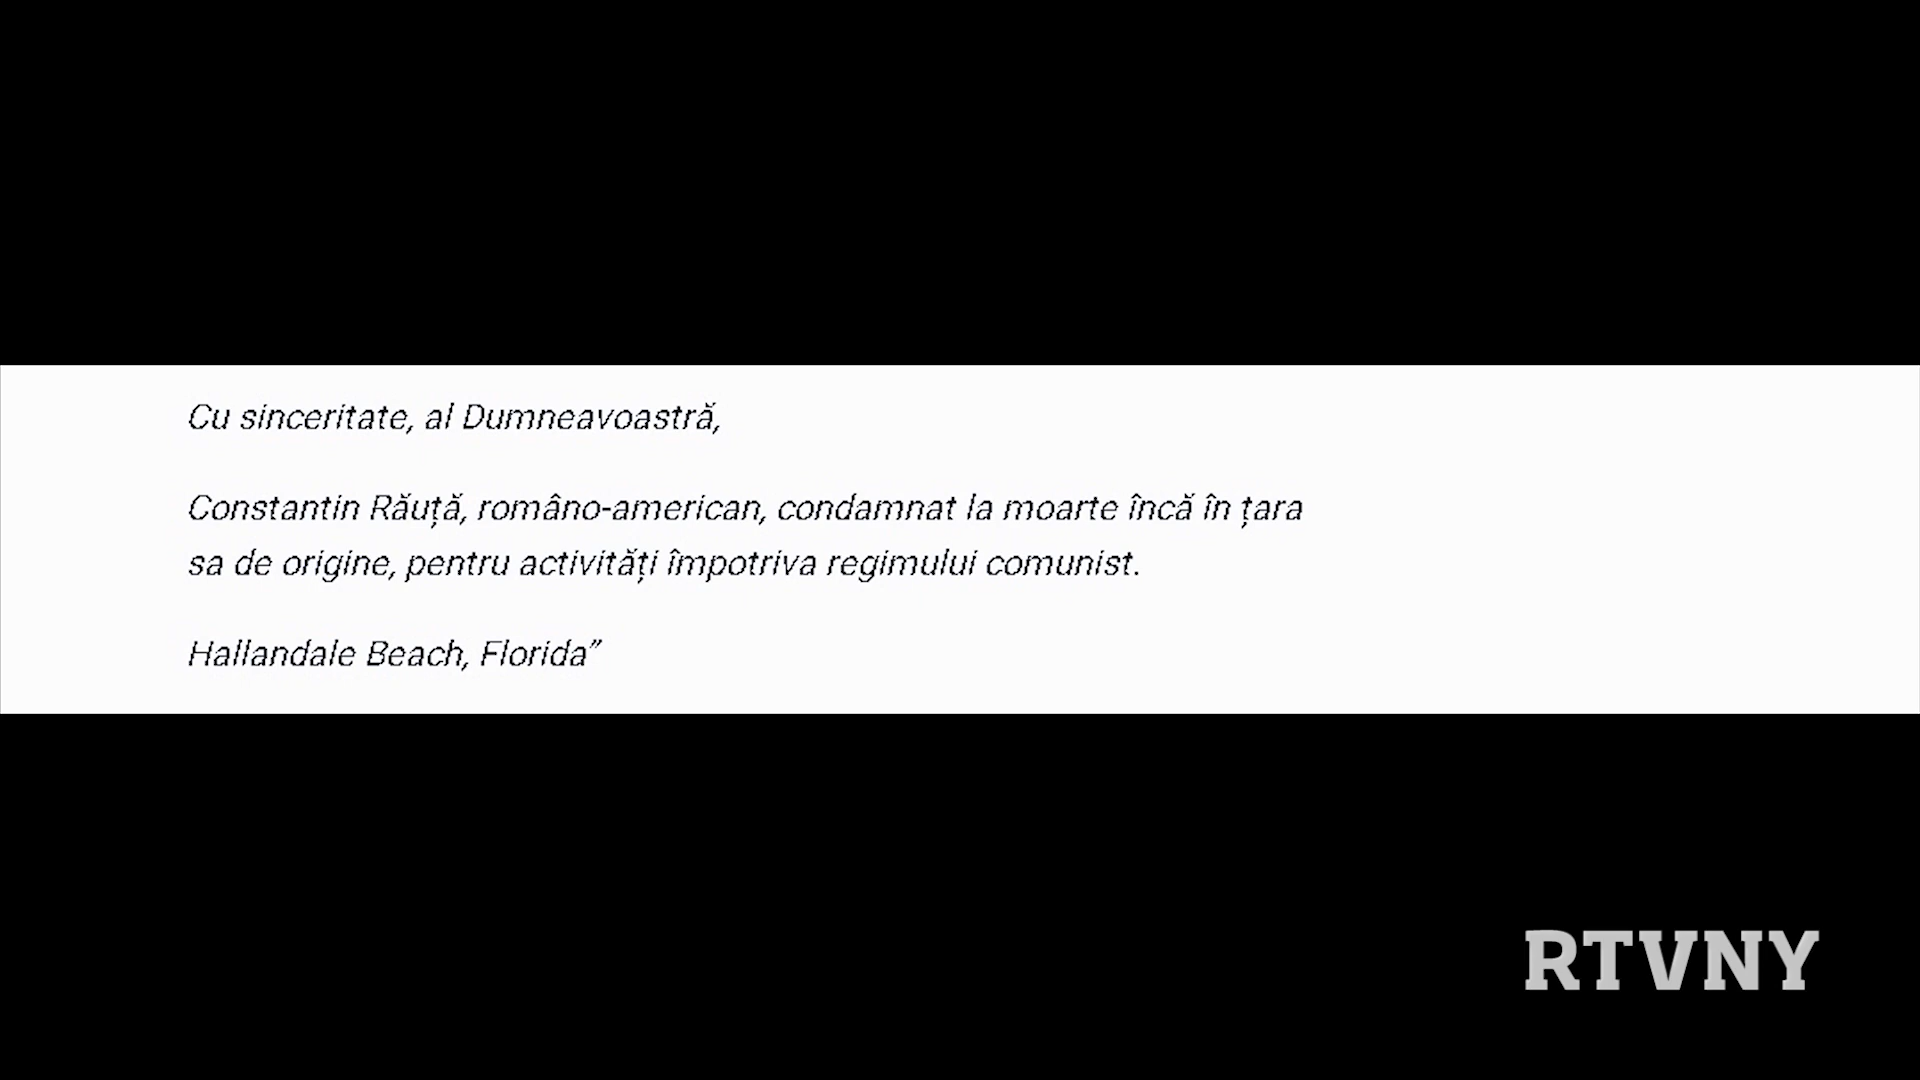 Cu sinceritate, al Dumneavoastră,
Constantin Răuță, româno-american, condamnat la moarte încă în țara
sa de origine, pentru activități împotriva regimului comunist.
Hallandale Beach, Florida”
RTVNY